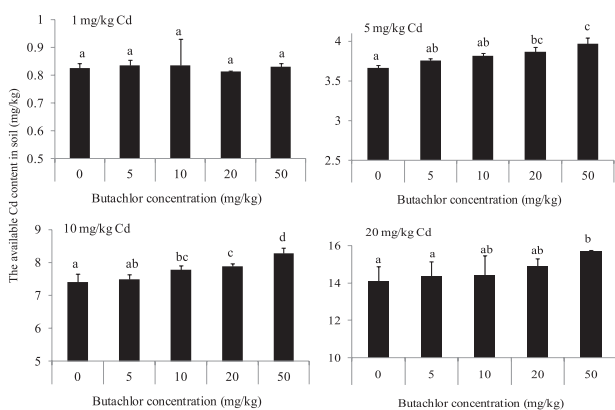 The available Cd content in soil (mg/kg)
1 mg/kg Cd
1
0.9
0.8
0.7
0.6
0.5
a a a a a
0 5 10 20 50
Butachlor concentration (mg/kg)
5 mg/kg Cd
4
3.5
3
2.5
a ab ab bc c
0 5 10 20 50
Butachlor concentration (mg/kg)
10 mg/kg Cd
9
8
7
6
5
a ab bc c d
0 5 10 20 50
Butachlor concentration (mg/kg)
20 mg/kg Cd
16
14
12
10
a a ab ab b
0 5 10 20 50
Butachlor concentration (mg/kg)